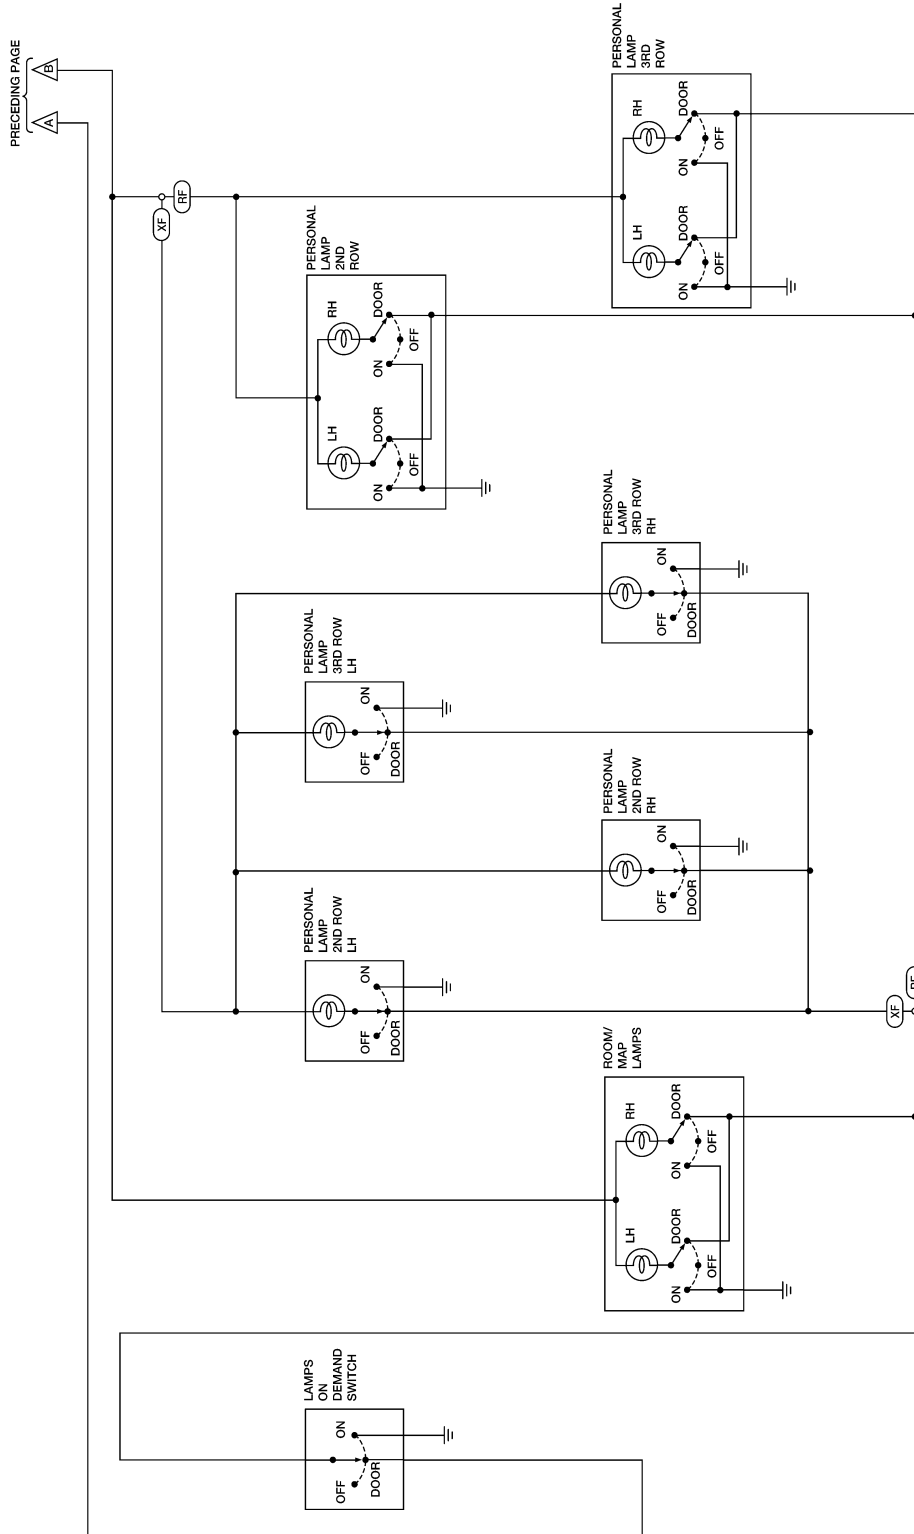 PRECEDING PAGE
A
B
PERSONAL
LAMP
3RD
ROW
LH
RH
ON
OFF
DOOR
ON
OFF
DOOR
XF
RF
PERSONAL
LAMP
2ND
ROW
LH
RH
ON
OFF
DOOR
ON
OFF
DOOR
PERSONAL
LAMP
3RD ROW
RH
OFF
ON
DOOR
PERSONAL
LAMP
3RD ROW
LH
OFF
ON
DOOR
PERSONAL
LAMP
2ND ROW
RH
OFF
ON
DOOR
PERSONAL
LAMP
2ND ROW
LH
OFF
ON
DOOR
XF
ROOM/
MAP
LAMPS
LH
RH
ON
OFF
DOOR
ON
OFF
DOOR
LAMPS
ON
DEMAND
SWITCH
OFF
ON
DOOR